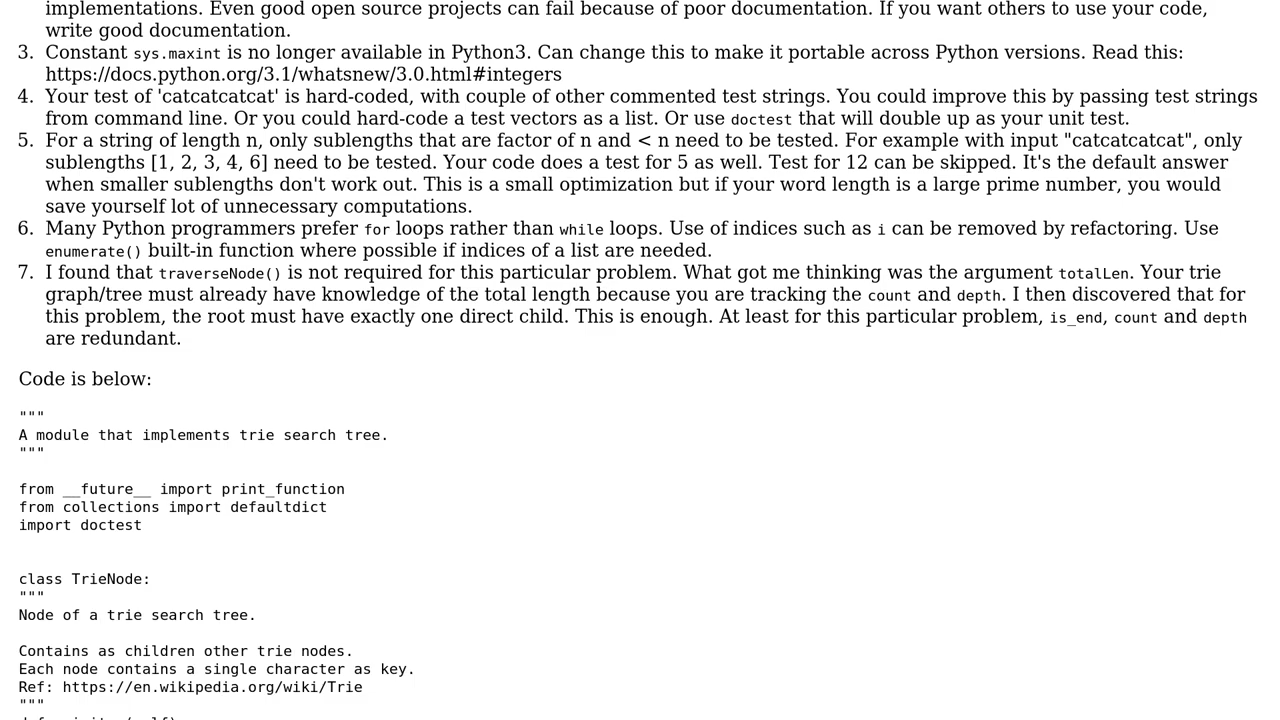 implementations. Even good open source projects can fail because of poor documentation. If you want others to use your code,
write good documentation.
3. Constant sys.maxint is no longer available in Python3. Can change this to make it portable across Python versions. Read this:
https://docs.python.org/3.1/whatsnew/3.0.html#integers
4. Your test of 'catcatcatcat' is hard-coded, with couple of other commented test strings. You could improve this by passing test strings
from command line. Or you could hard-code a test vectors as a list. Or use doctest that will double up as your unit test.
5. For a string of length n, only sublengths that are factor of n and < n need to be tested. For example with input "catcatcatcat", only
sublengths [1, 2, 3, 4, 6] need to be tested. Your code does a test for 5 as well. Test for 12 can be skipped. It's the default answer
when smaller sublengths don't work out. This is a small optimization but if your word length is a large prime number, you would
save yourself lot of unnecessary computations.
6. Many Python programmers prefer for loops rather than while loops. Use of indices such as i can be removed by refactoring. Use
enumerate() built-in function where possible if indices of a list are needed.
7. I found that traverseNode() is not required for this particular problem. What got me thinking was the argument totalLen. Your trie
graph/tree must already have knowledge of the total length because you are tracking the count and depth. I then discovered that for
this problem, the root must have exactly one direct child. This is enough. At least for this particular problem, is_end, count and depth
are redundant.
Code is below:
"""
A module that implements trie search tree.
"""
from __future__ import print_function
from collections import defaultdict
import doctest
class TrieNode:
"""
Node of a trie search tree.
Contains as children other trie nodes.
Each node contains a single character as key.
Ref: https://en.wikipedia.org/wiki/Trie
"""